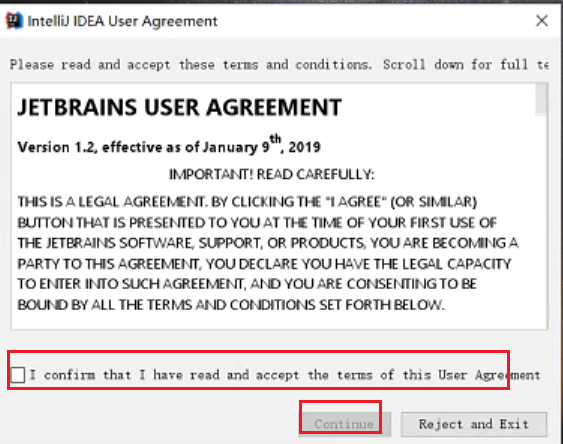 IntelliJ IDEA User Agreement
Please read and accept these terms and conditions. Scroll down for full te
JETBRAINS USER AGREEMENT
Version 1.2, effective as of January 9th, 2019
IMPORTANT! READ CAREFULLY:
THIS IS A LEGAL AGREEMENT. BY CLICKING THE "I AGREE" (OR SIMILAR)
BUTTON THAT IS PRESENTED TO YOU AT THE TIME OF YOUR FIRST USE OF
THE JETBRAINS SOFTWARE, SUPPORT, OR PRODUCTS, YOU ARE BECOMING A
PARTY TO THIS AGREEMENT, YOU DECLARE YOU HAVE THE LEGAL CAPACITY
TO ENTER INTO SUCH AGREEMENT, AND YOU ARE CONSENTING TO BE
BOUND BY ALL THE TERMS AND CONDITIONS SET FORTH BELOW.
I confirm that I have read and accept the terms of this User Agreement
Continue
Reject and Exit